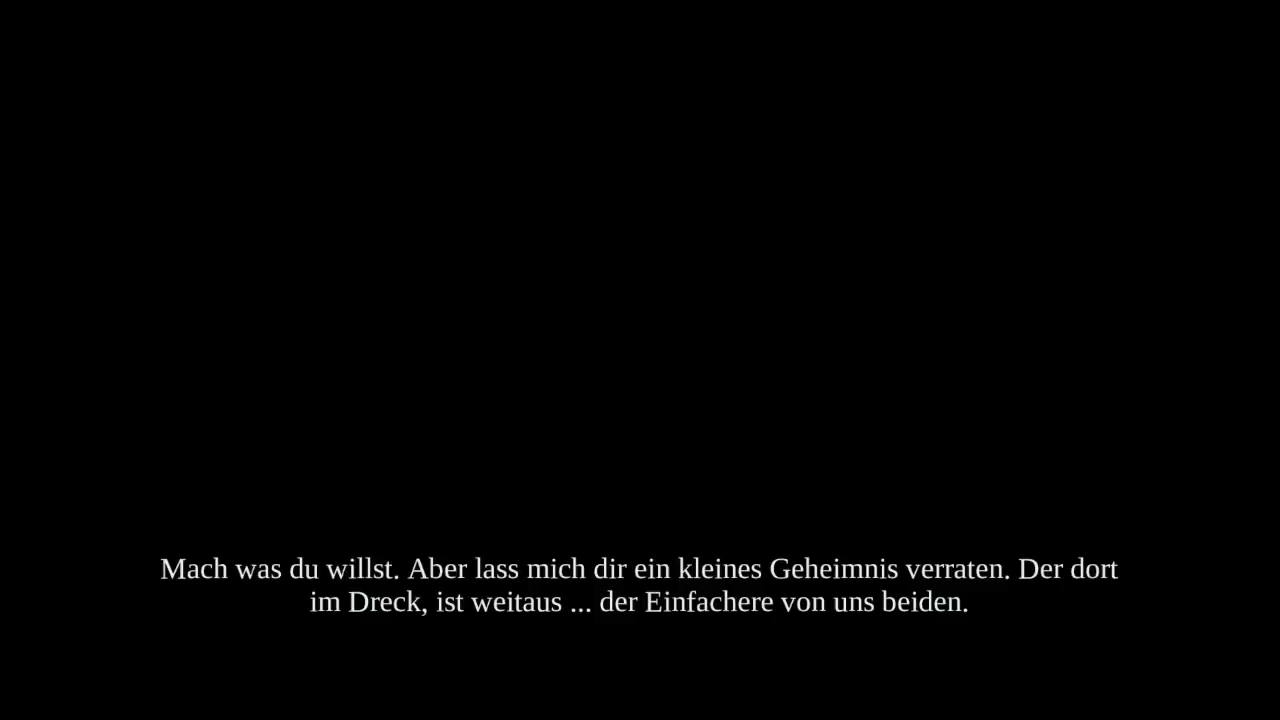 Mach was du willst. Aber lass mich dir ein kleines Geheimnis verraten. Der dort
im Dreck, ist weitaus ... der Einfachere von uns beiden.